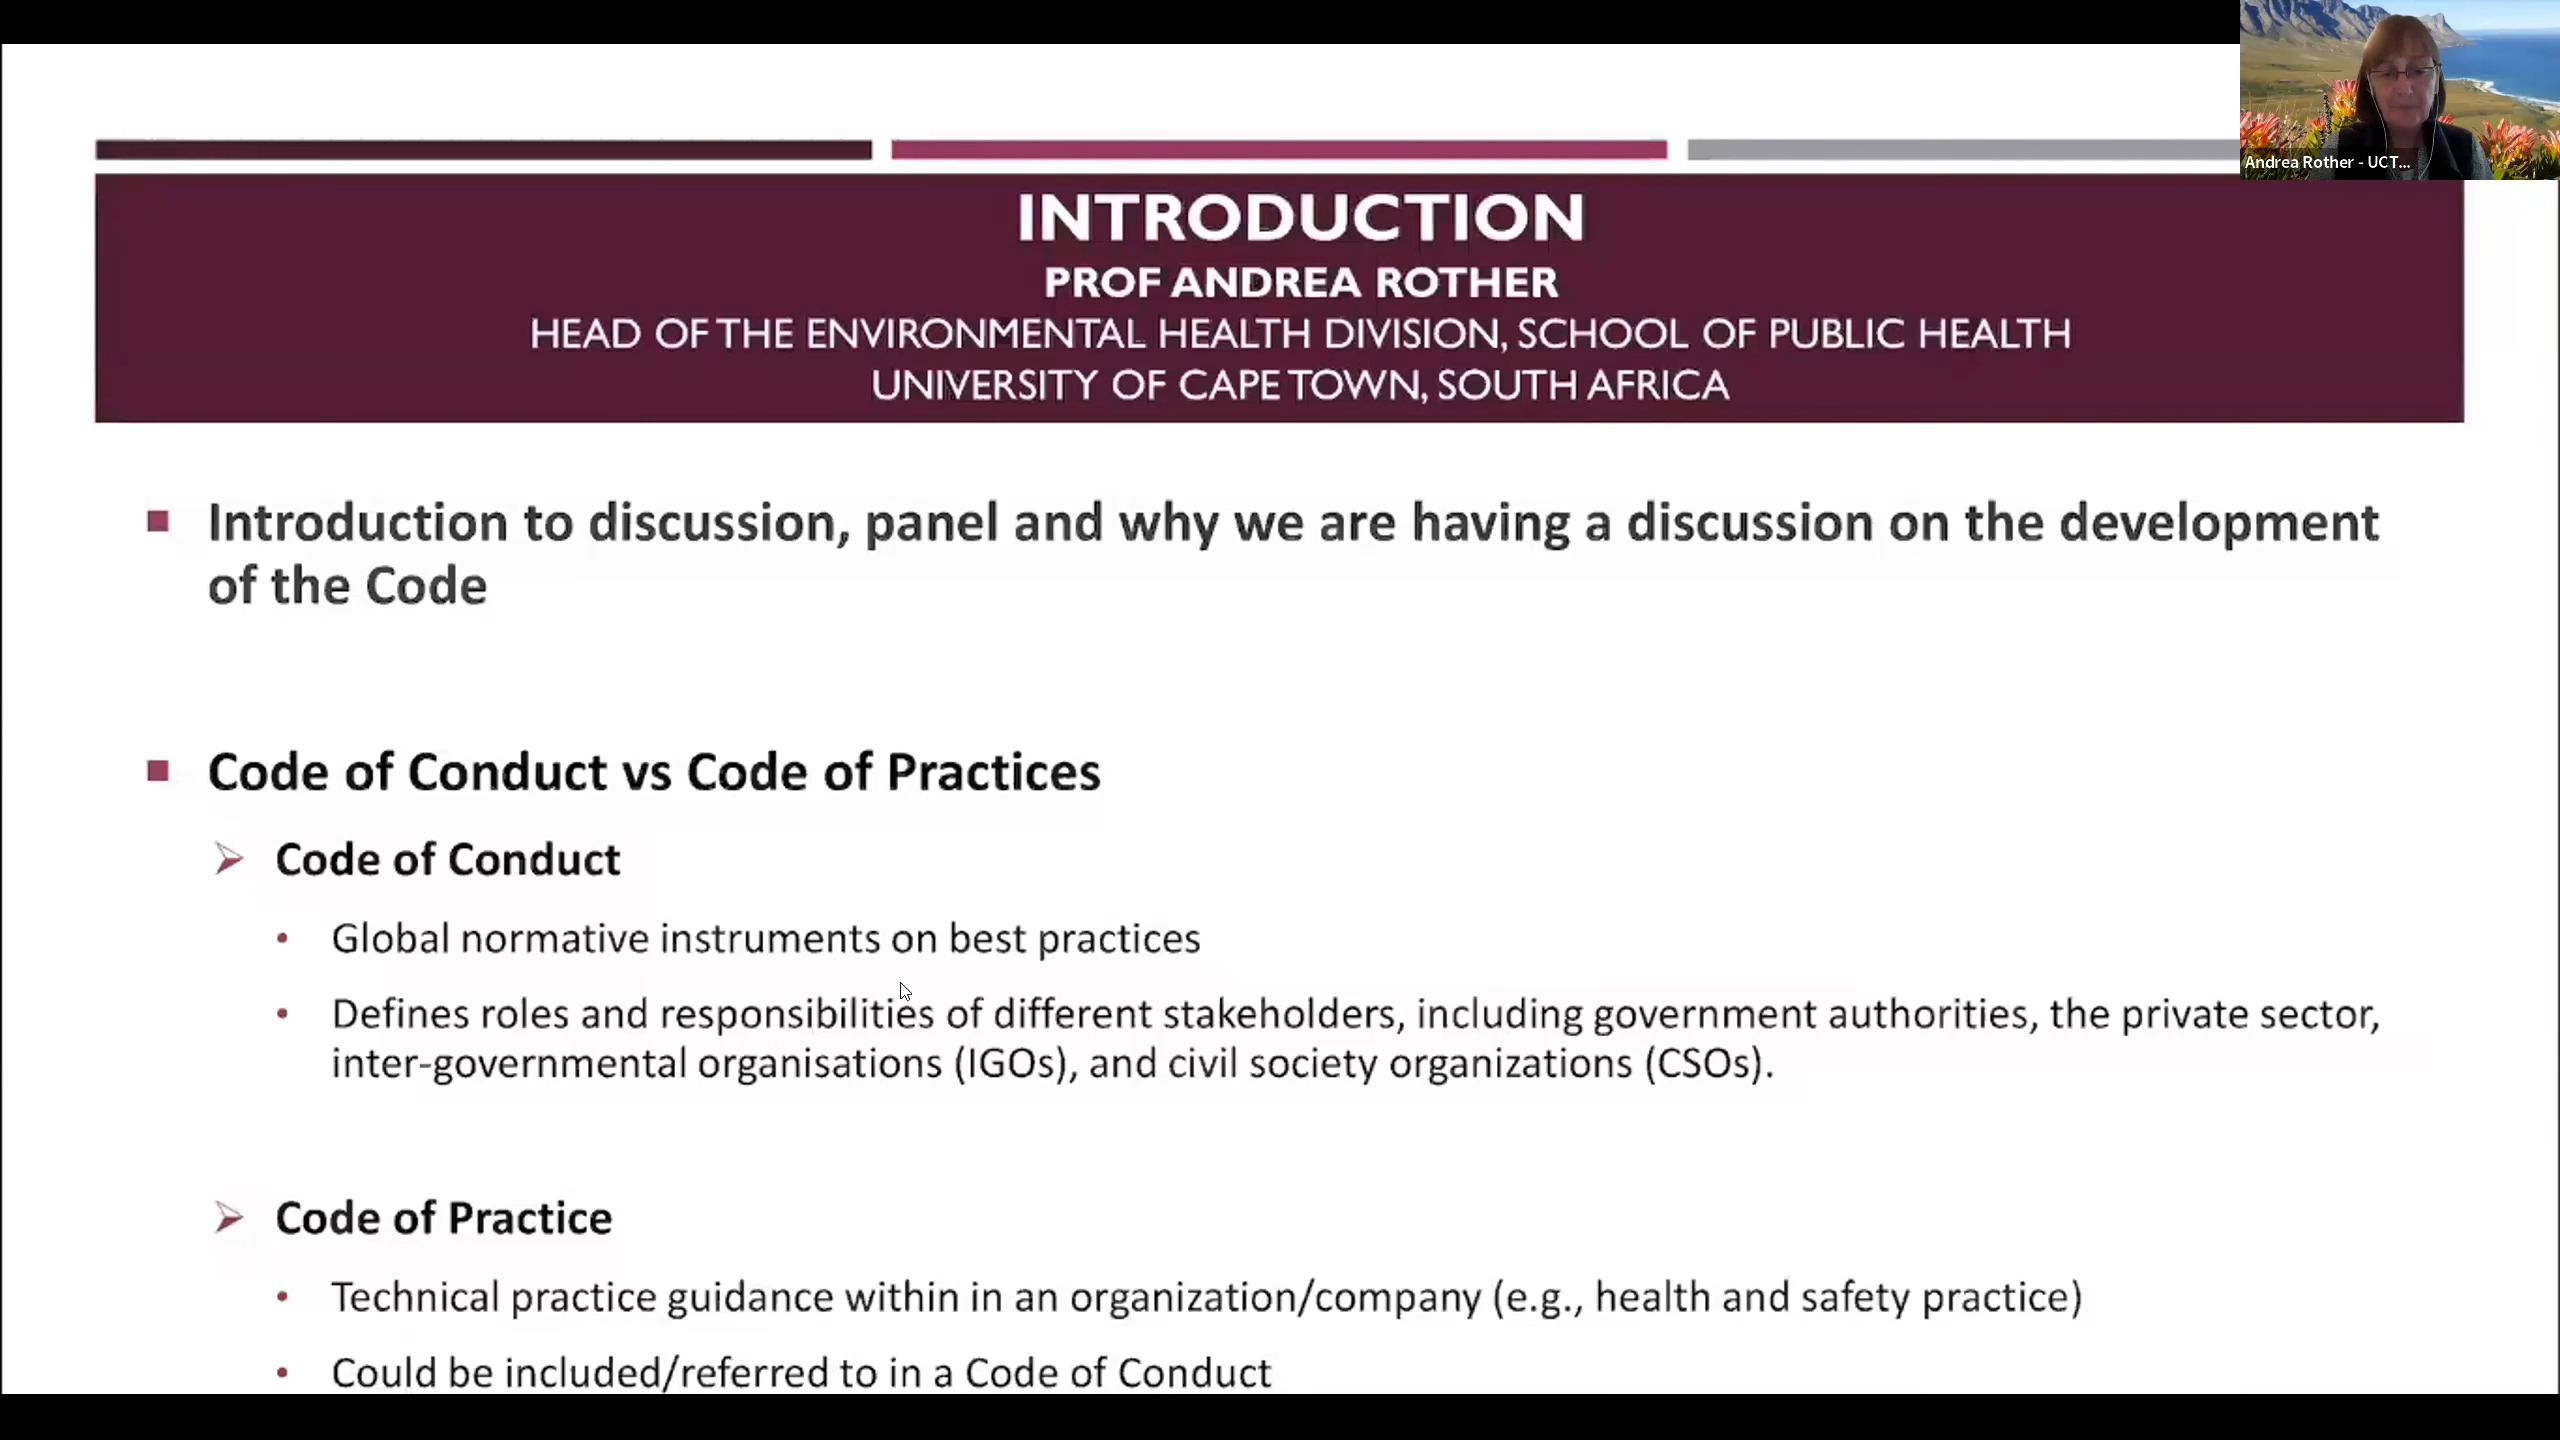 Andrea Rother - UCT...
INTRODUCTION
PROF ANDREA ROTHER
HEAD OF THE ENVIRONMENTAL HEALTH DIVISION, SCHOOL OF PUBLIC HEALTH
UNIVERSITY OF CAPE TOWN, SOUTH AFRICA
Introduction to discussion, panel and why we are having a discussion on the development
of the Code
Code of Conduct vs Code of Practices
Code of Conduct
Global normative instruments on best practices
Defines roles and responsibilities of different stakeholders, including government authorities, the private sector,
inter-governmental organisations (IGOs), and civil society organizations (CSOs).
Code of Practice
Technical practice guidance within in an organization/company (e.g., health and safety practice)
Could be included/referred to in a Code of Conduct